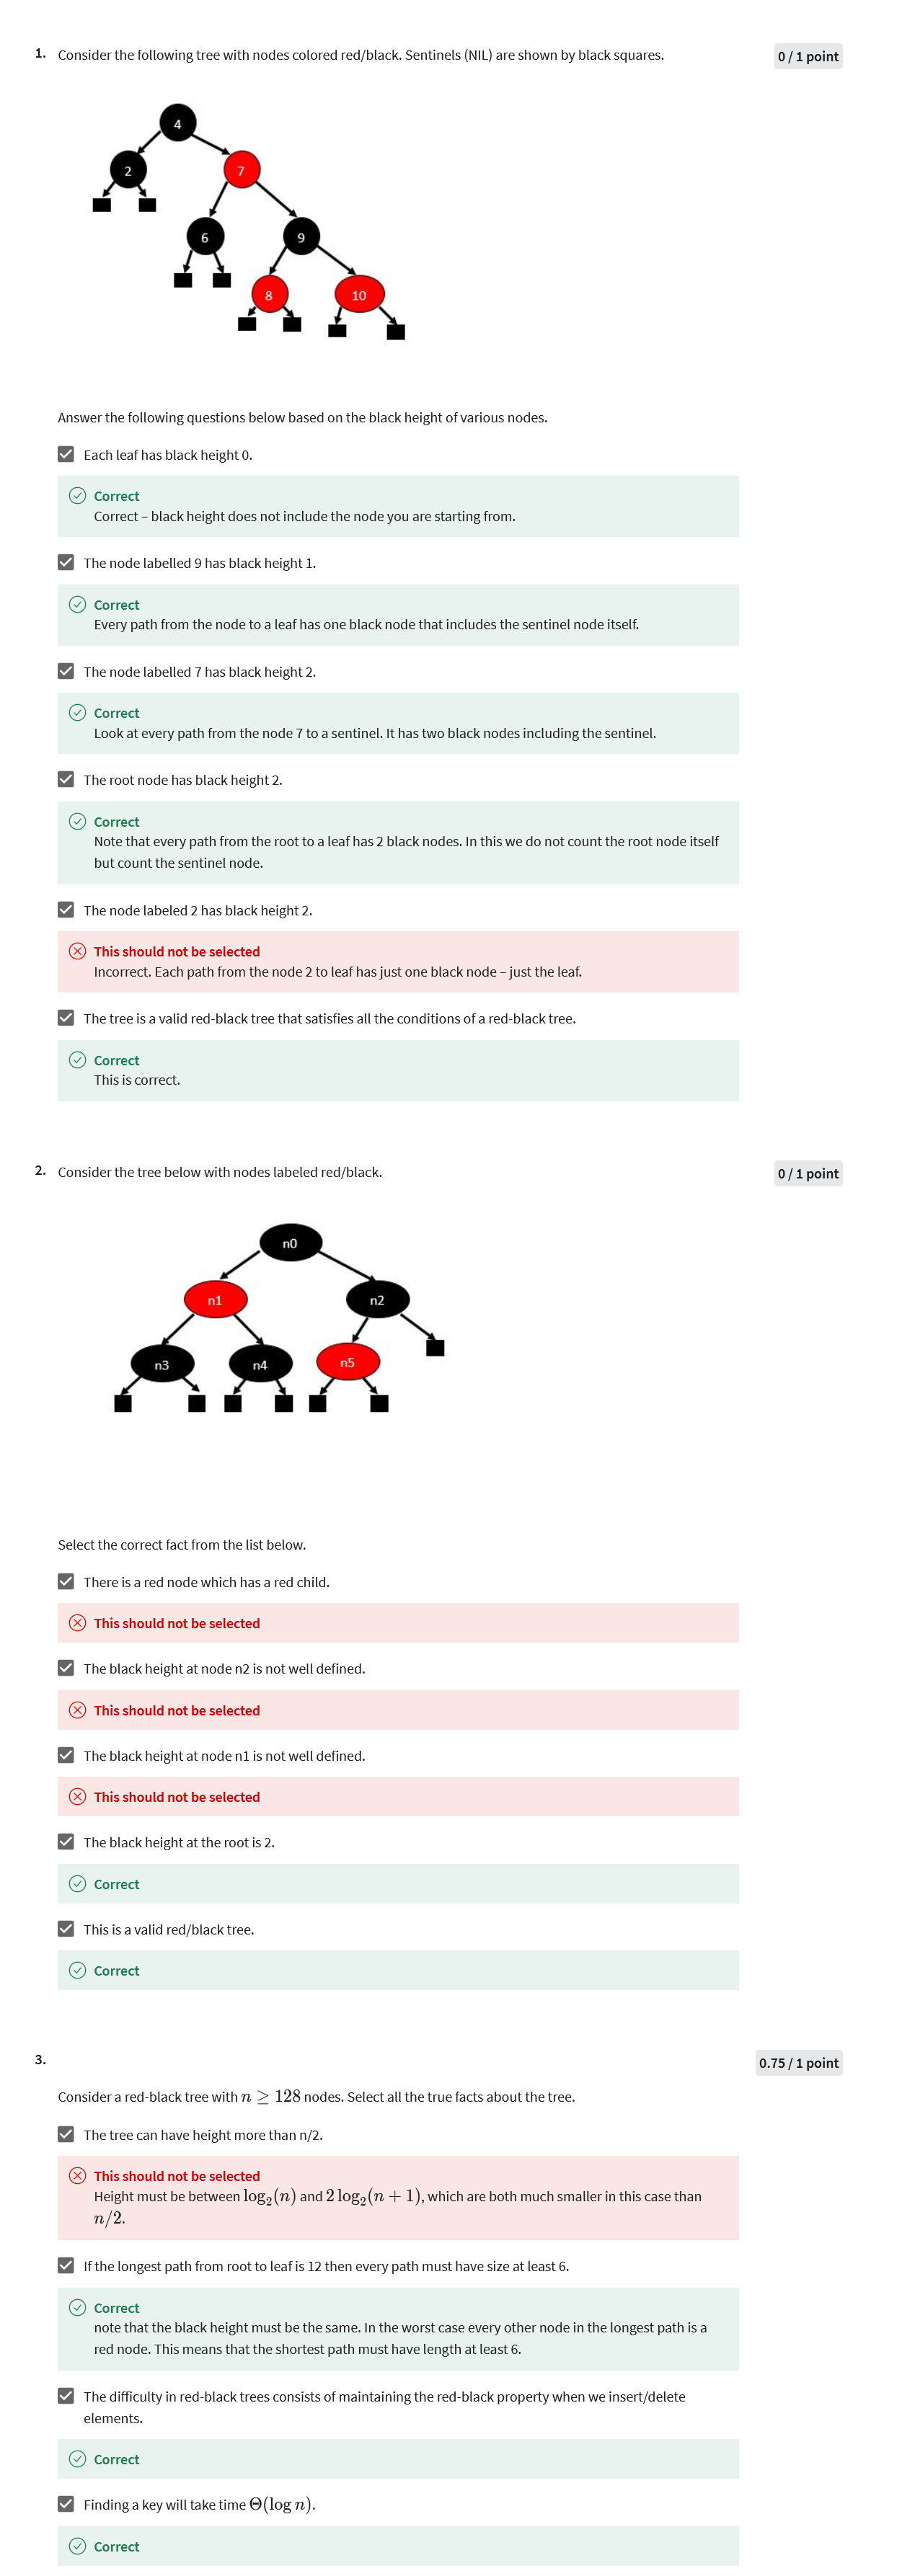 1. Consider the following tree with nodes colored red/black. Sentinels (NIL) are shown by black squares.
0 / 1 point
4
2
7
6
9
8
10
Answer the following questions below based on the black height of various nodes.
Each leaf has black height 0.
Correct
Correct – black height does not include the node you are starting from.
The node labelled 9 has black height 1.
Correct
Every path from the node to a leaf has one black node that includes the sentinel node itself.
The node labelled 7 has black height 2.
Correct
Look at every path from the node 7 to a sentinel. It has two black nodes including the sentinel.
The root node has black height 2.
Correct
Note that every path from the root to a leaf has 2 black nodes. In this we do not count the root node itself
but count the sentinel node.
The node labeled 2 has black height 2.
This should not be selected
Incorrect. Each path from the node 2 to leaf has just one black node – just the leaf.
The tree is a valid red-black tree that satisfies all the conditions of a red-black tree.
Correct
This is correct.
2. Consider the tree below with nodes labeled red/black.
0 / 1 point
n0
n1
n2
n3
n4
n5
Select the correct fact from the list below.
There is a red node which has a red child.
This should not be selected
The black height at node n2 is not well defined.
This should not be selected
The black height at node n1 is not well defined.
This should not be selected
The black height at the root is 2.
Correct
This is a valid red/black tree.
Correct
3.
0.75 / 1 point
Consider a red-black tree with n ≥ 128 nodes. Select all the true facts about the tree.
The tree can have height more than n/2.
This should not be selected
Height must be between log₂(n) and 2 log₂(n + 1), which are both much smaller in this case than
n/2.
If the longest path from root to leaf is 12 then every path must have size at least 6.
Correct
note that the black height must be the same. In the worst case every other node in the longest path is a
red node. This means that the shortest path must have length at least 6.
The difficulty in red-black trees consists of maintaining the red-black property when we insert/delete
elements.
Correct
Finding a key will take time Θ(log n).
Correct